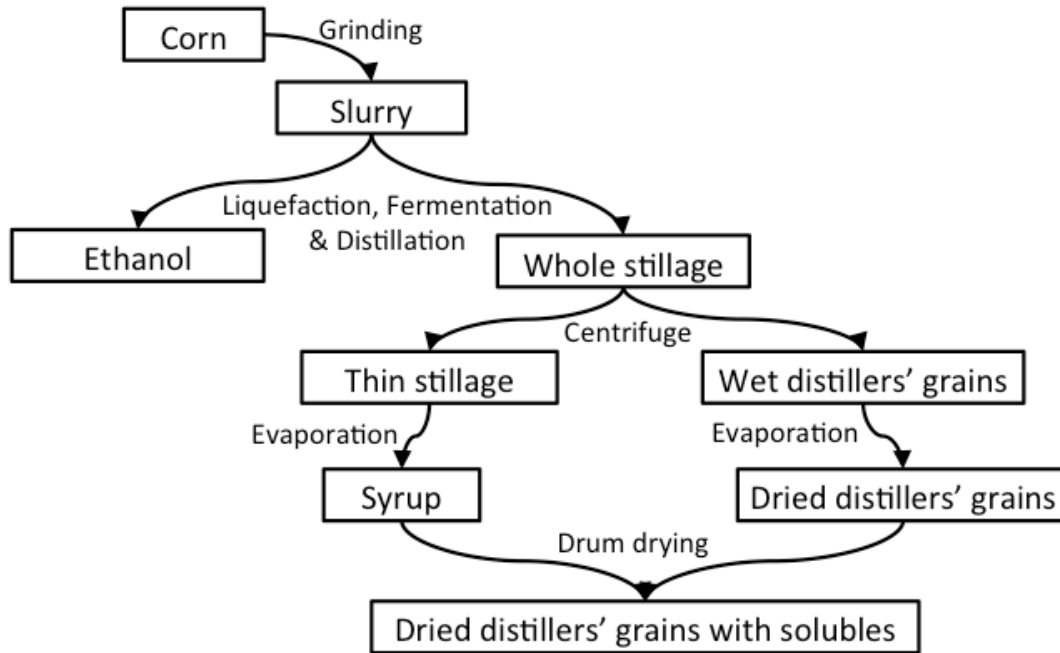 Corn
Grinding
Slurry
Liquefaction, Fermentation
& Distillation
Ethanol
Whole stillage
Centrifuge
Thin stillage
Wet distillers’ grains
Evaporation
Evaporation
Syrup
Dried distillers’ grains
Drum drying
Dried distillers’ grains with solubles